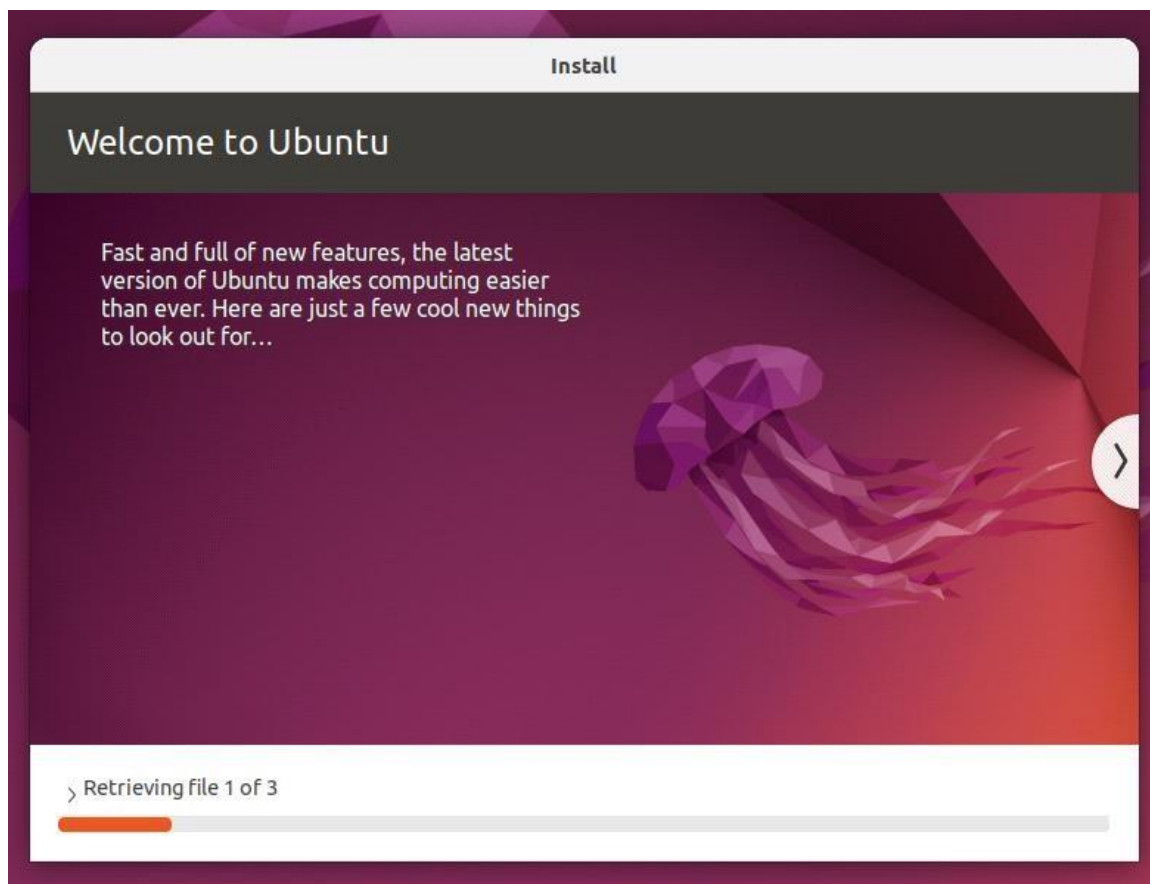 Install
Welcome to Ubuntu
Fast and full of new features, the latest
version of Ubuntu makes computing easier
than ever. Here are just a few cool new things
to look out for…
Retrieving file 1 of 3